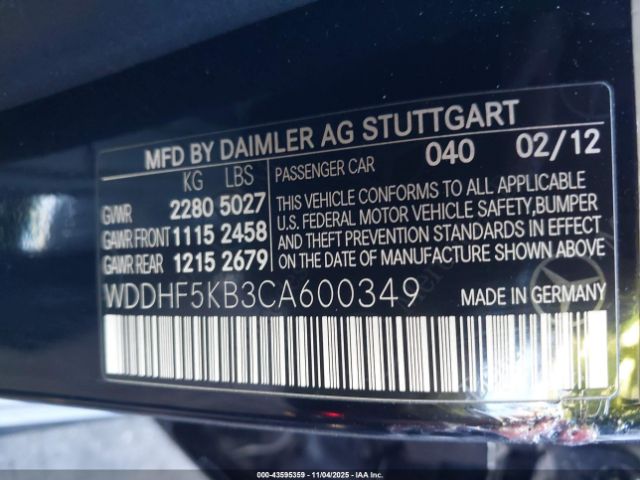 MFD BY DAIMLER AG STUTTGART
KG LBS
GVWR 2280 5027
GAWR FRONT 1115 2458
GAWR REAR 1215 2679
PASSENGER CAR 040 02/12
THIS VEHICLE CONFORMS TO ALL APPLICABLE
U.S. FEDERAL MOTOR VEHICLE SAFETY,BUMPER
AND THEFT PREVENTION STANDARDS IN EFFECT
ON THE DATE OF MANUFACTURE SHOWN ABOVE
WDDHF5KB3CA600349
MADE IN GERMANY
00-43595359 - 11/04/2025 - IAA Inc.